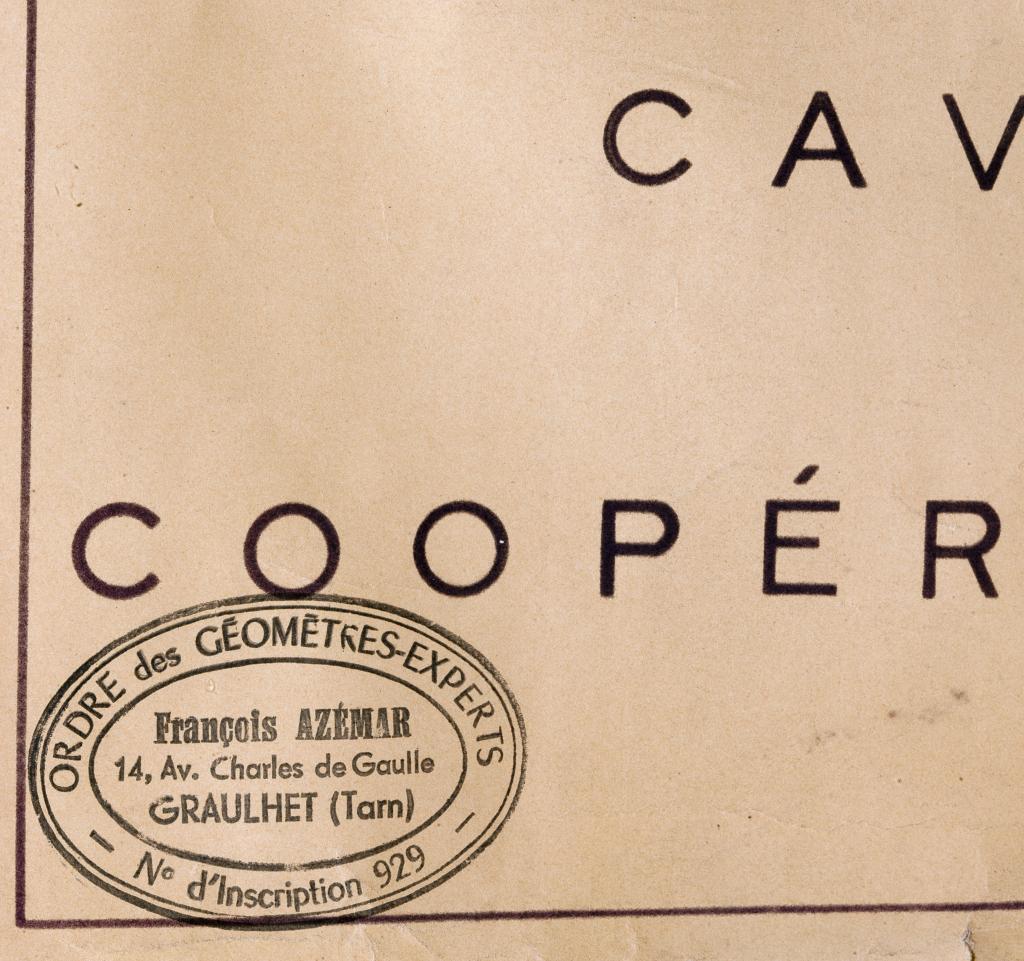 CAV
COOPÉR
ORDRE des GÉOMÈTRES-EXPERTS
François AZÉMAR
14, Av. Charles de Gaulle
GRAULHET (Tarn)
— N° d'Inscription 929 —